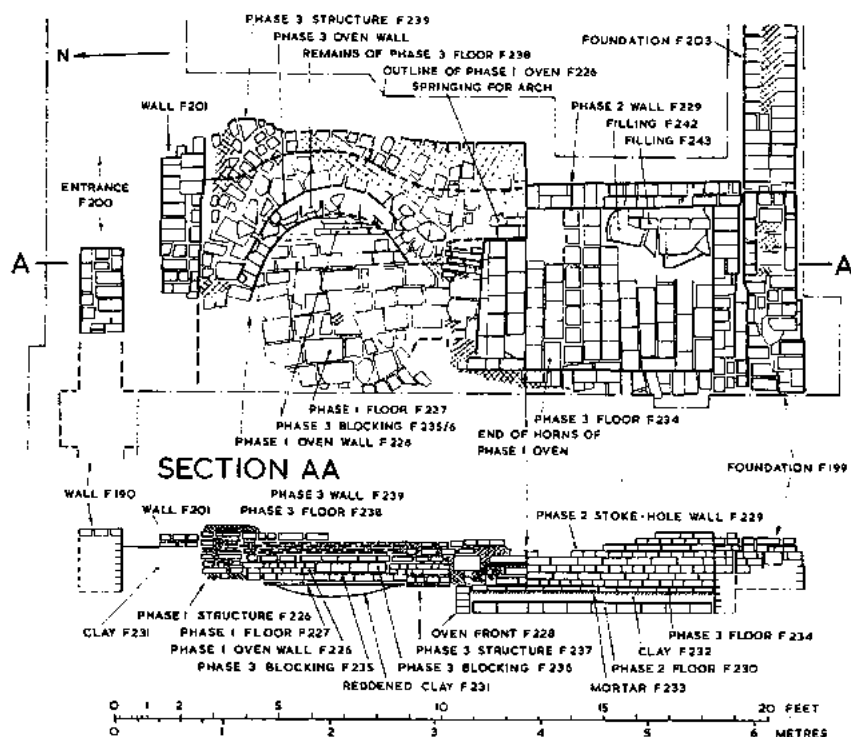 PHASE 3 STRUCTURE F239
PHASE 3 OVEN WALL
REMAINS OF PHASE 3 FLOOR F238
OUTLINE OF PHASE 1 OVEN F226
SPRINGING FOR ARCH
FOUNDATION F203
N
WALL F201
PHASE 2 WALL F229
FILLING F242
FILLING F243
ENTRANCE
F200
A
A
PHASE 1 FLOOR F227
PHASE 3 BLOCKING F235/6
PHASE 1 OVEN WALL F226
PHASE 3 FLOOR F234
END OF HORNS OF
PHASE 1 OVEN
SECTION AA
FOUNDATION F199
WALL F190
WALL F201
PHASE 3 WALL F239
PHASE 3 FLOOR F238
PHASE 2 STOKE-HOLE WALL F229
CLAY F231
PHASE 1 STRUCTURE F226
PHASE 1 FLOOR F227
PHASE 1 OVEN WALL F226
PHASE 3 BLOCKING F235
REDDENED CLAY F231
OVEN FRONT F228
PHASE 3 STRUCTURE F237
PHASE 3 BLOCKING F236
PHASE 3 FLOOR F234
CLAY F232
PHASE 2 FLOOR F230
MORTAR F233
0 1 2 5 10 15 20 FEET
0 1 2 3 4 5 6 METRES